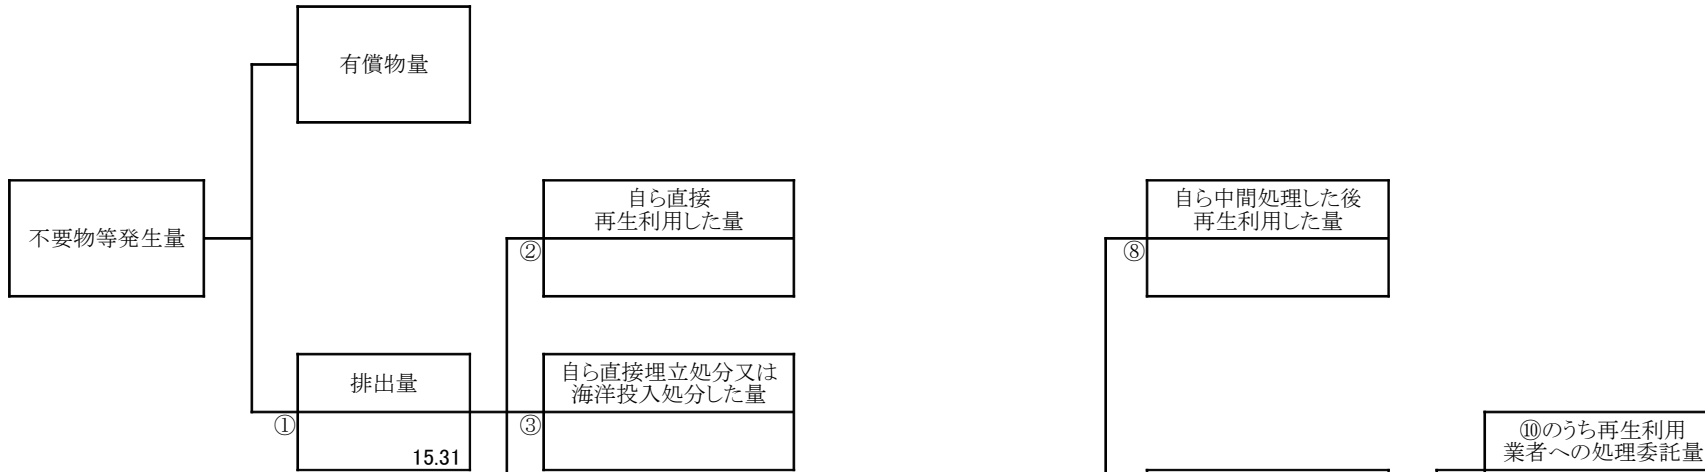 有償物量
不要物等発生量
自ら直接
再生利用した量
②
自ら中間処理した後
再生利用した量
⑧
排出量
①
15.31
自ら直接埋立処分又は
海洋投入処分した量
③
⑩のうち再生利用
業者への処理委託量